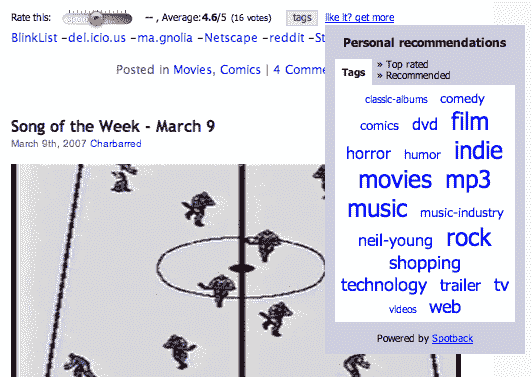 Rate this: -- , Average:4.6/5 (16 votes) tags like it? get more
BlinkList -del.icio.us -ma.gnolia -Netscape -reddit -St
Posted in Movies, Comics | 4 Comme
Song of the Week - March 9
March 9th, 2007 Charbarred
Personal recommendations
Tags
» Top rated
» Recommended
classic-albums comedy
comics dvd film
horror humor indie
movies mp3
music music-industry
neil-young rock
shopping
technology trailer tv
videos web
Powered by Spotback